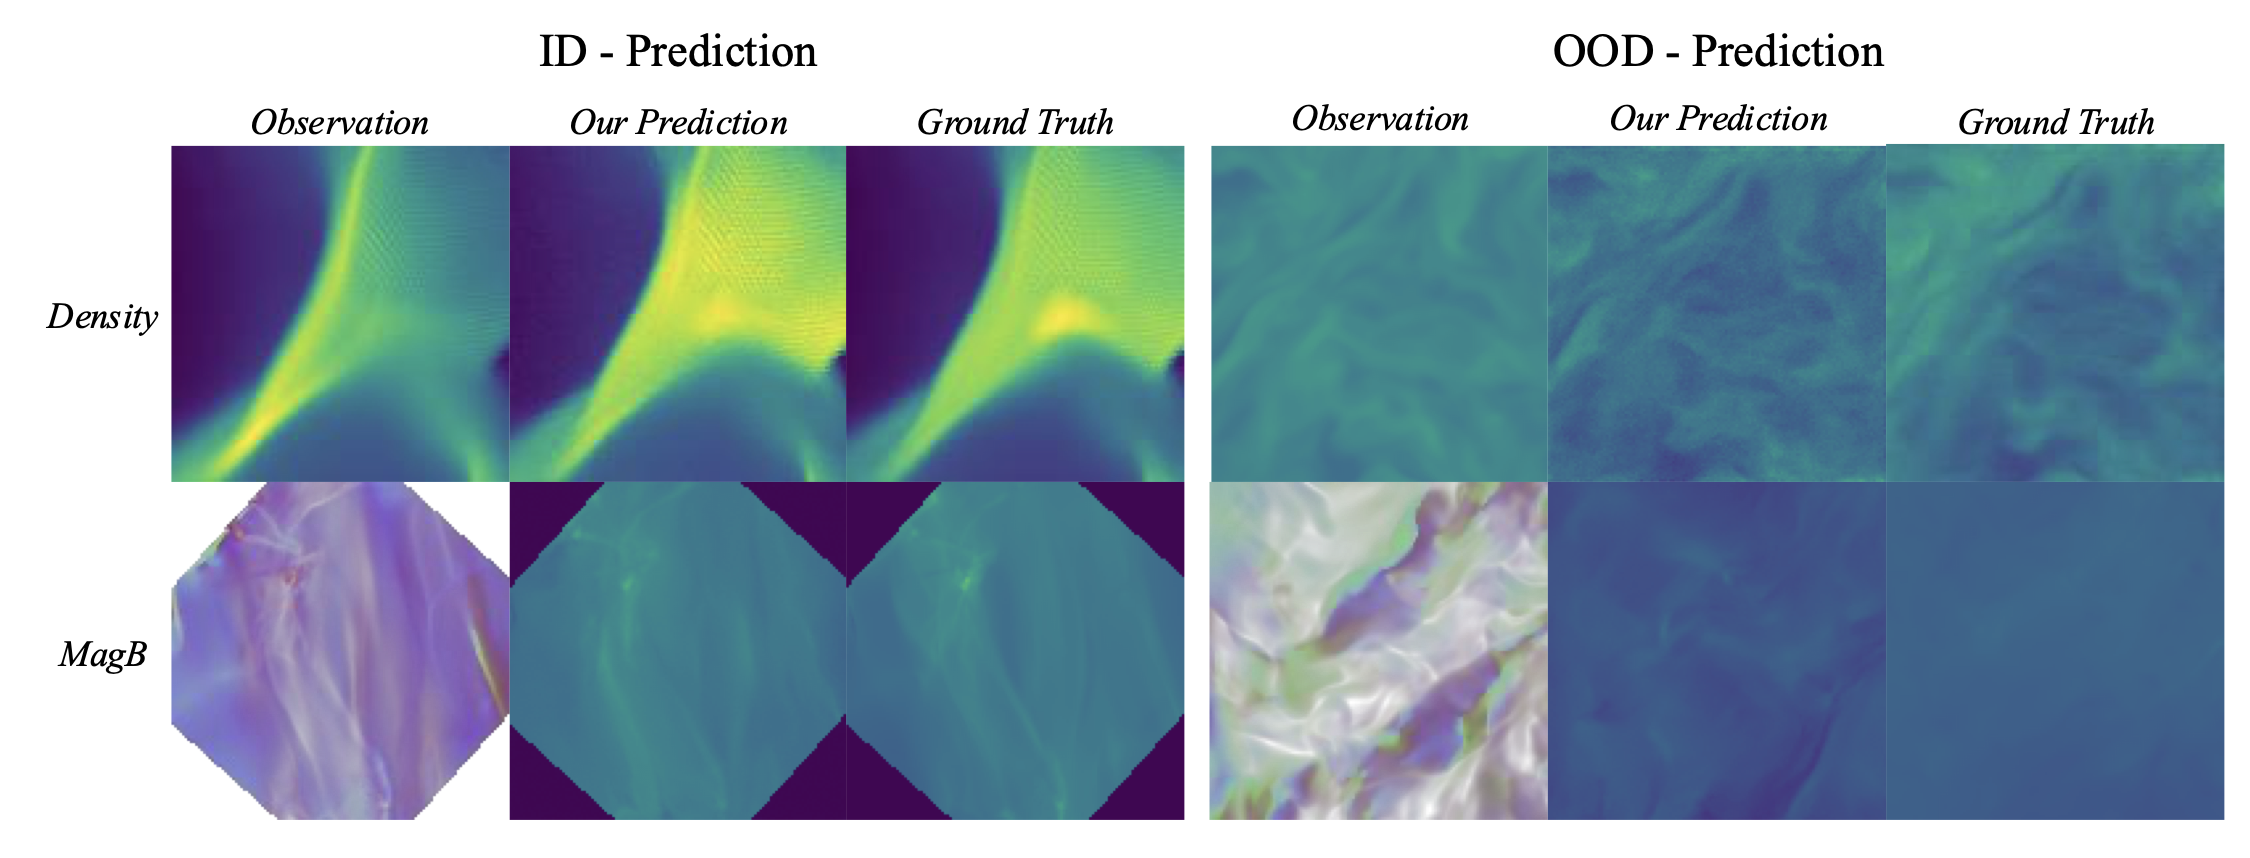 ID - Prediction
OOD - Prediction
Observation
Our Prediction
Ground Truth
Observation
Our Prediction
Ground Truth
Density
MagB